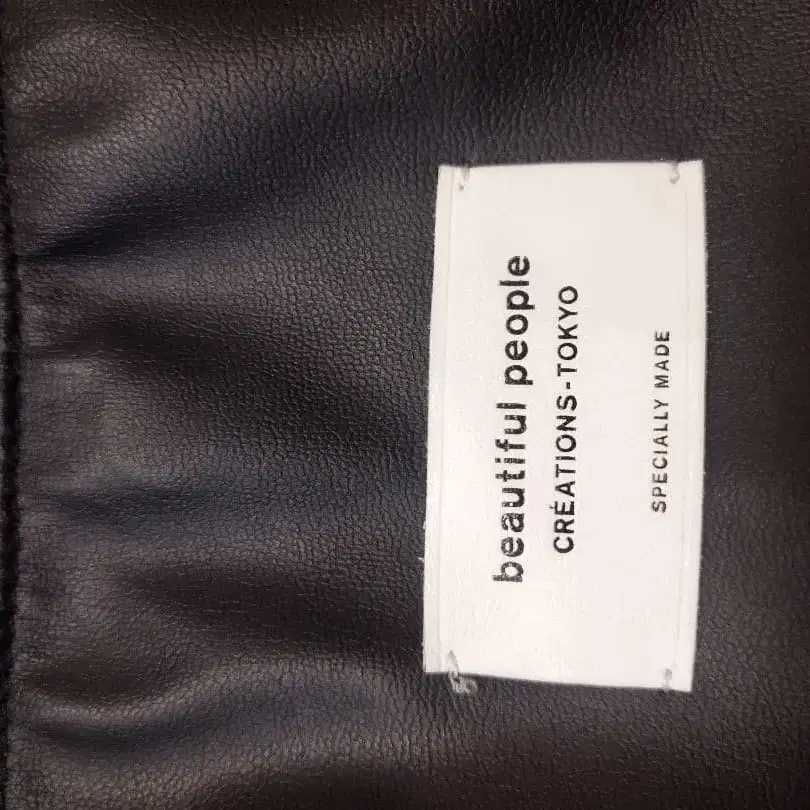 beautiful people
CRÉATIONS-TOKYO
SPECIALLY MADE